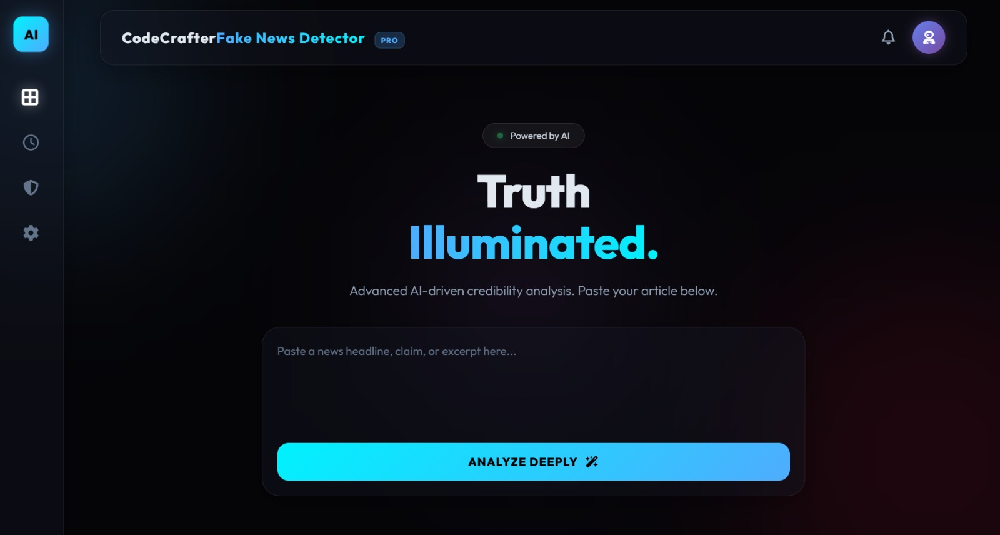 AI
CodeCrafterFake News Detector PRO
Powered by AI
Truth
Illuminated.
Advanced AI-driven credibility analysis. Paste your article below.
Paste a news headline, claim, or excerpt here...
ANALYZE DEEPLY